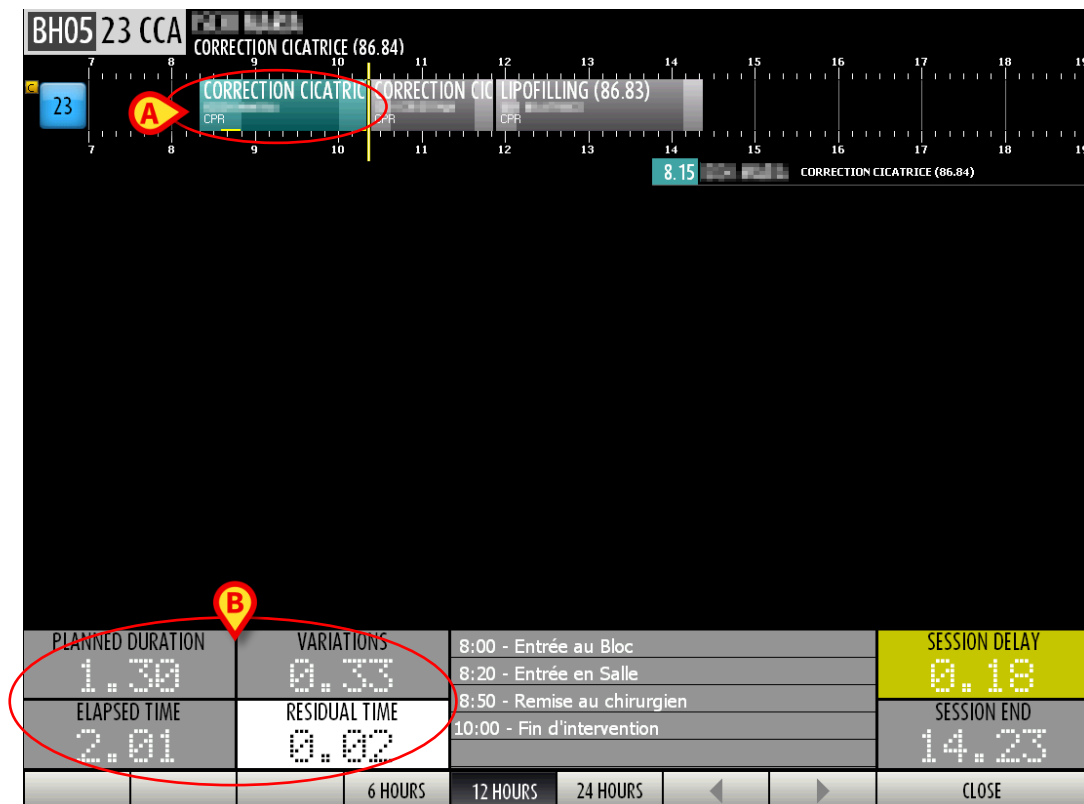 BH05 23 CCA
CORRECTION CICATRICE (86.84)
7 8 9 10 11 12 13 14 15 16 17 18 19
C
23
A
CORRECTION CICATRIC
CPR
CORRECTION CIC
CPR
LIPOFILLING (86.83)
CPR
7 8 9 10 11 12 13 14 15 16 17 18 19
8.15 CORRECTION CICATRICE (86.84)
B
PLANNED DURATION
1.30
VARIATIONS
0.33
ELAPSED TIME
2.01
RESIDUAL TIME
0.02
8:00 - Entrée au Bloc
8:20 - Entrée en Salle
8:50 - Remise au chirurgien
10:00 - Fin d'intervention
SESSION DELAY
0.18
SESSION END
14.23
6 HOURS 12 HOURS 24 HOURS CLOSE